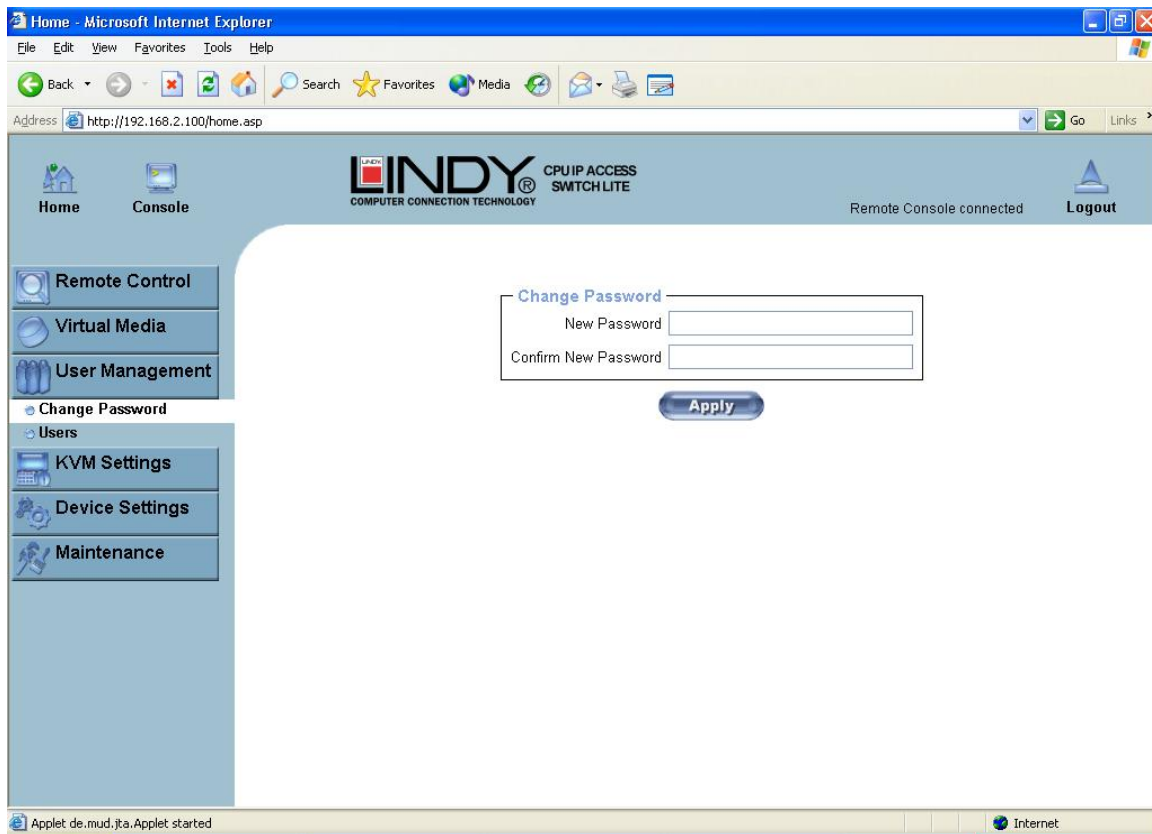 Home - Microsoft Internet Explorer
File Edit View Favorites Tools Help
Back Search Favorites Media
Address http://192.168.2.100/home.asp Go Links »
Home Console
LINDY
LINDY ® CPU IP ACCESS SWITCH LITE
COMPUTER CONNECTION TECHNOLOGY
Remote Console connected Logout
Remote Control
Virtual Media
User Management
Change Password
Users
KVM Settings
Device Settings
Maintenance
Change Password
New Password
Confirm New Password
Apply
Applet de.mud.jta.Applet started Internet